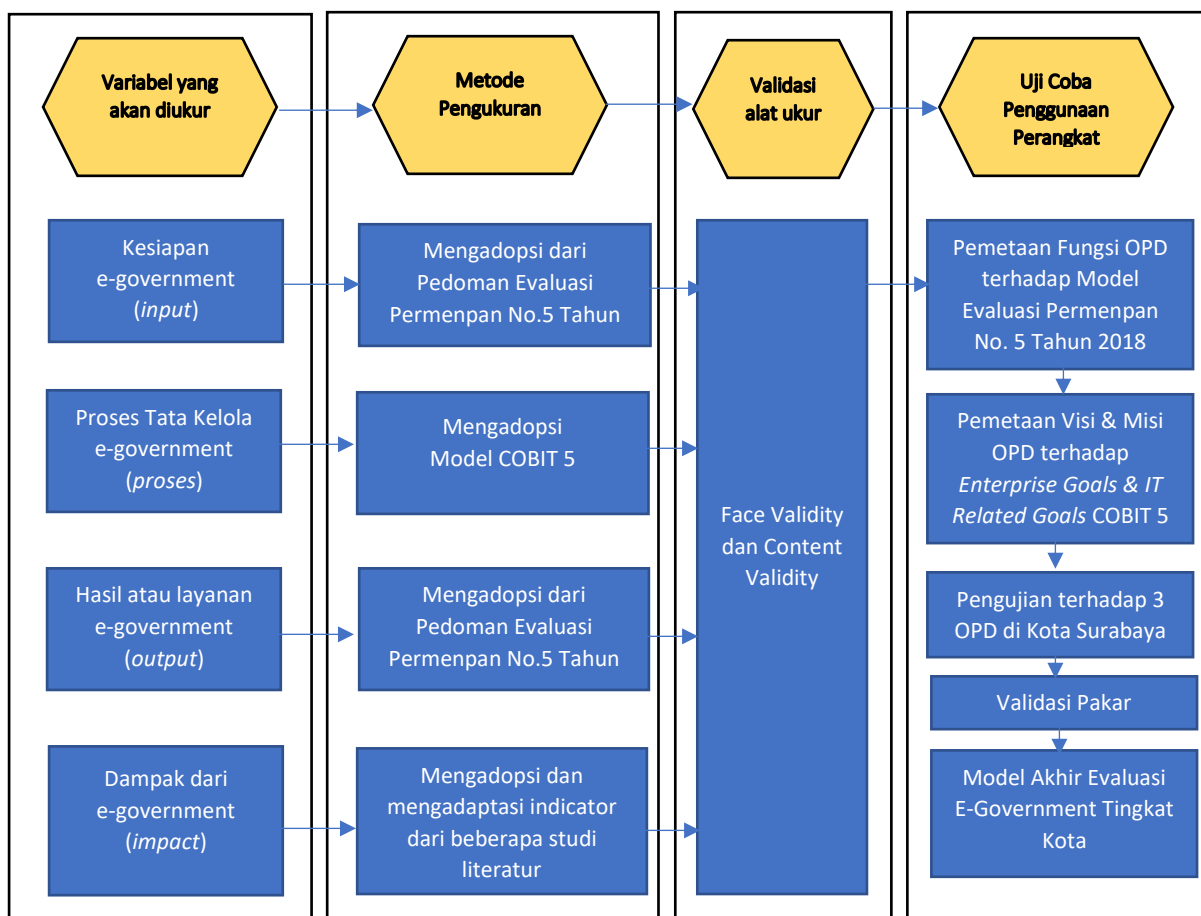 Variabel yang
akan diukur
Metode
Pengukuran
Validasi
alat ukur
Uji Coba
Penggunaan
Perangkat
Kesiapan
e-government
(input)
Proses Tata Kelola
e-government
(proses)
Hasil atau layanan
e-government
(output)
Dampak dari
e-government
(impact)
Mengadopsi dari
Pedoman Evaluasi
Permenpan No.5 Tahun
Mengadopsi
Model COBIT 5
Mengadopsi dari
Pedoman Evaluasi
Permenpan No.5 Tahun
Mengadopsi dan
mengadaptasi indicator
dari beberapa studi
literatur
Face Validity
dan Content
Validity
Pemetaan Fungsi OPD
terhadap Model
Evaluasi Permenpan
No. 5 Tahun 2018
Pemetaan Visi & Misi
OPD terhadap
Enterprise Goals & IT
Related Goals COBIT 5
Pengujian terhadap 3
OPD di Kota Surabaya
Validasi Pakar
Model Akhir Evaluasi
E-Government Tingkat
Kota